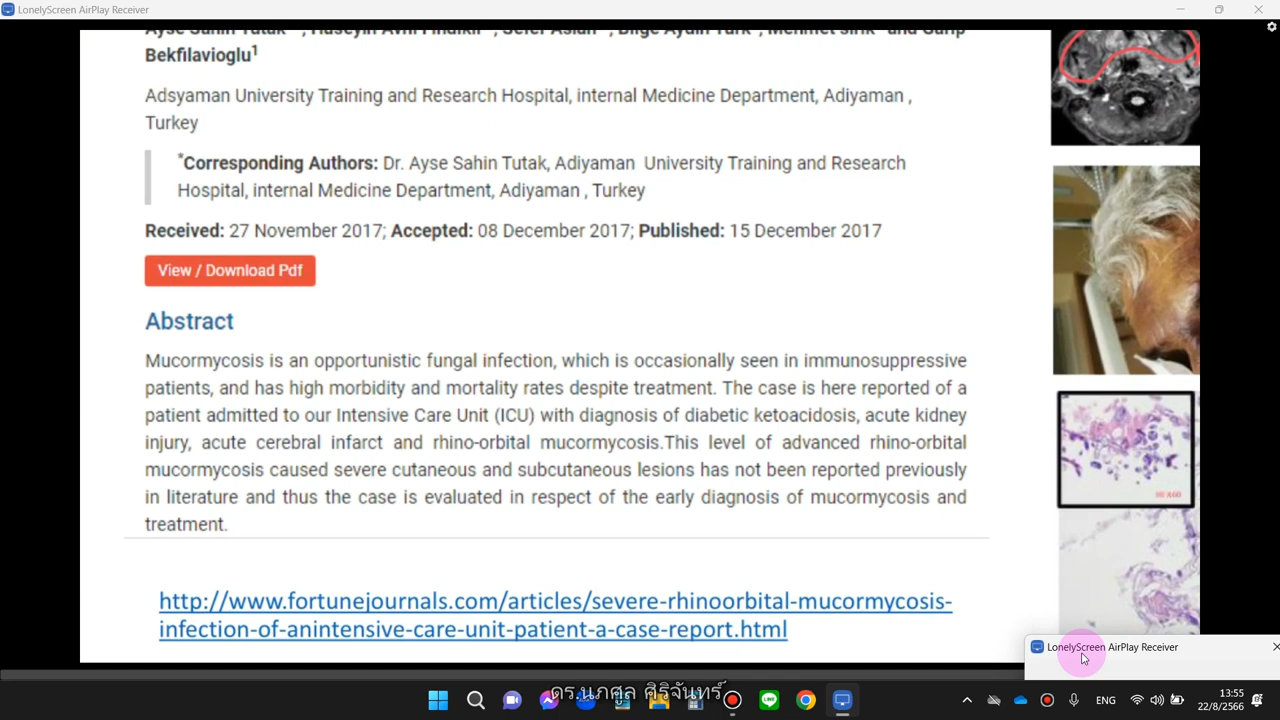 LonelyScreen AirPlay Receiver
Ayse Sahin Tutak
Bekfilavioglu1
Adsyaman University Training and Research Hospital, internal Medicine Department, Adiyaman ,
Turkey
*Corresponding Authors: Dr. Ayse Sahin Tutak, Adiyaman University Training and Research
Hospital, internal Medicine Department, Adiyaman , Turkey
Received: 27 November 2017; Accepted: 08 December 2017; Published: 15 December 2017
View / Download Pdf
Abstract
Mucormycosis is an opportunistic fungal infection, which is occasionally seen in immunosuppressive
patients, and has high morbidity and mortality rates despite treatment. The case is here reported of a
patient admitted to our Intensive Care Unit (ICU) with diagnosis of diabetic ketoacidosis, acute kidney
injury, acute cerebral infarct and rhino-orbital mucormycosis.This level of advanced rhino-orbital
mucormycosis caused severe cutaneous and subcutaneous lesions has not been reported previously
in literature and thus the case is evaluated in respect of the early diagnosis of mucormycosis and
treatment.
http://www.fortunejournals.com/articles/severe-rhinoorbital-mucormycosis-
infection-of-anintensive-care-unit-patient-a-case-report.html
LonelyScreen AirPlay Receiver
ดร.นภศูล ศิริจันทร์
ENG
13:55
22/8/2566